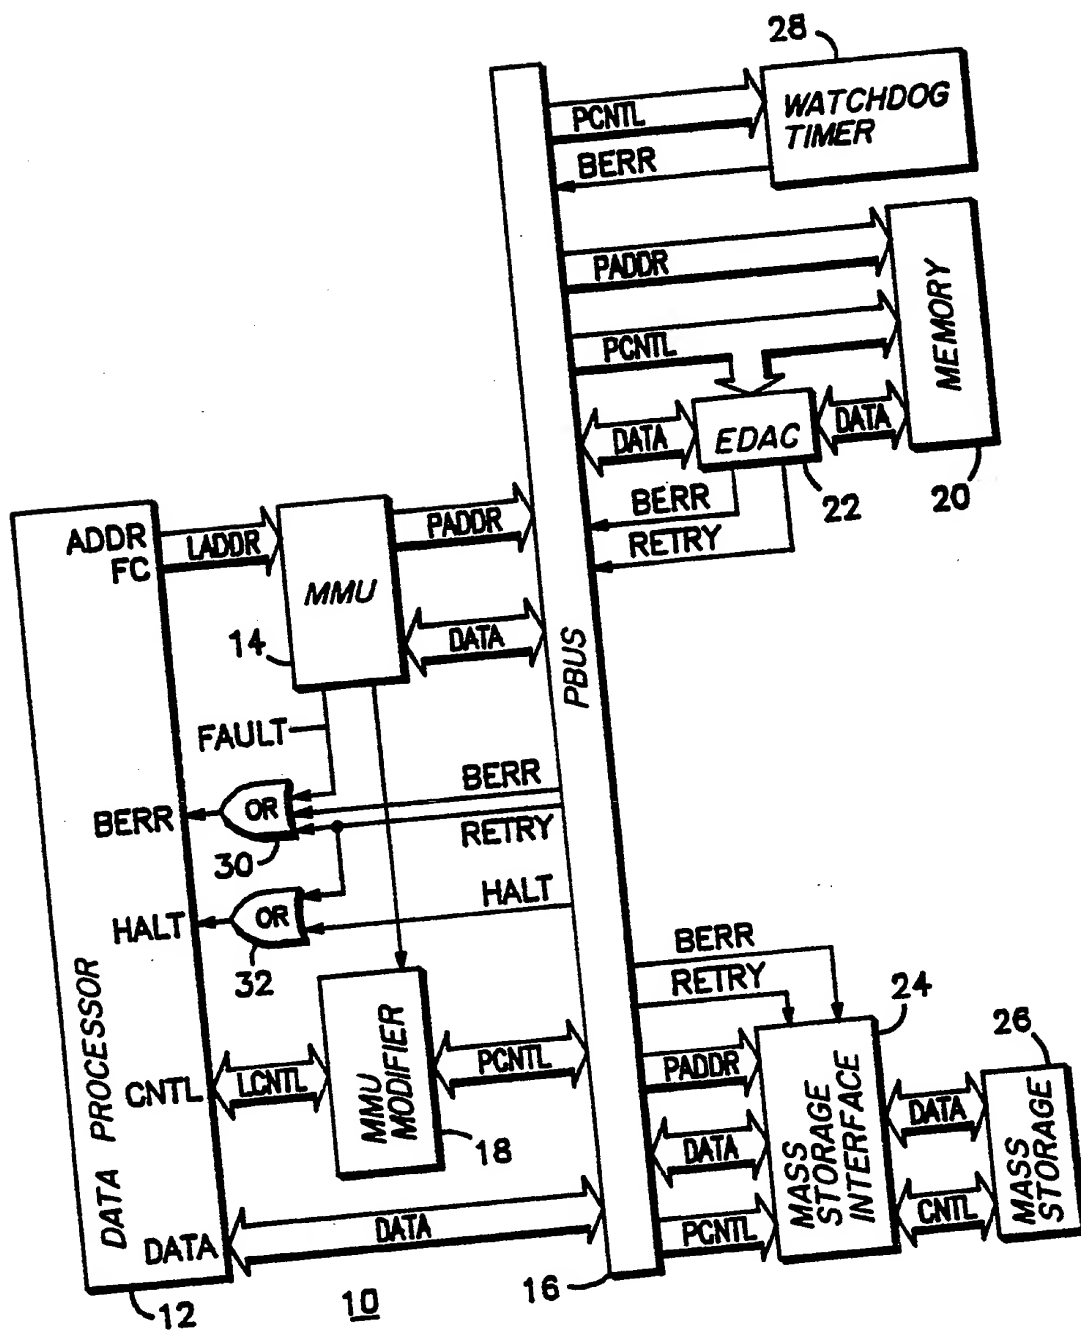 28
WATCHDOG
TIMER
PCNTL
BERR
PADDR
PCNTL
MEMORY
DATA
EDAC
DATA
BERR
RETRY
22
20
ADDR
FC
LADDR
MMU
PADDR
DATA
14
PBUS
FAULT
BERR
OR
BERR
RETRY
30
HALT
OR
HALT
32
BERR
RETRY
24
26
DATA PROCESSOR
CNTL
LCNTL
MMU
MODIFIER
PCNTL
18
PADDR
DATA
PCNTL
MASS
STORAGE
INTERFACE
DATA
CNTL
MASS
STORAGE
DATA
DATA
16
12
10